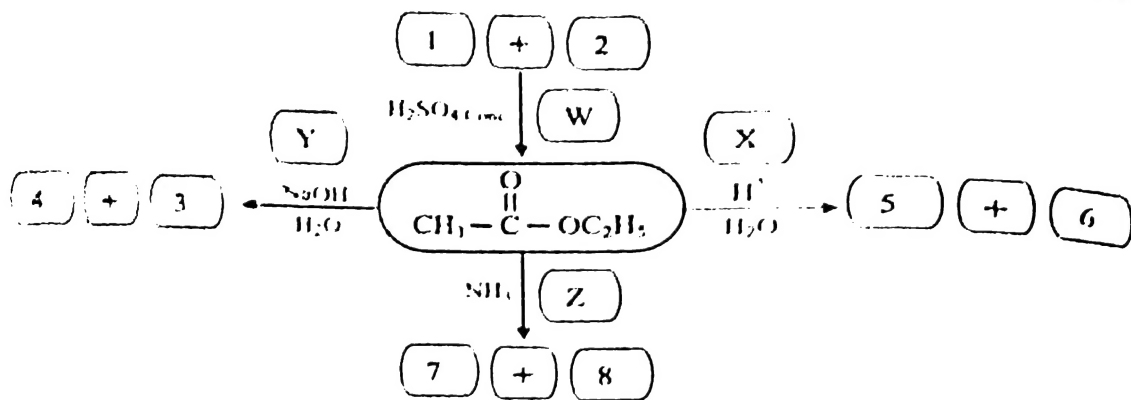 1 + 2
H₂SO₄ Conc W
Y X
4 + 3 NaOH H₂O
O
||
CH₃ – C – OC₂H₅
H⁺ H₂O 5 + 6
NH₃ Z
7 + 8